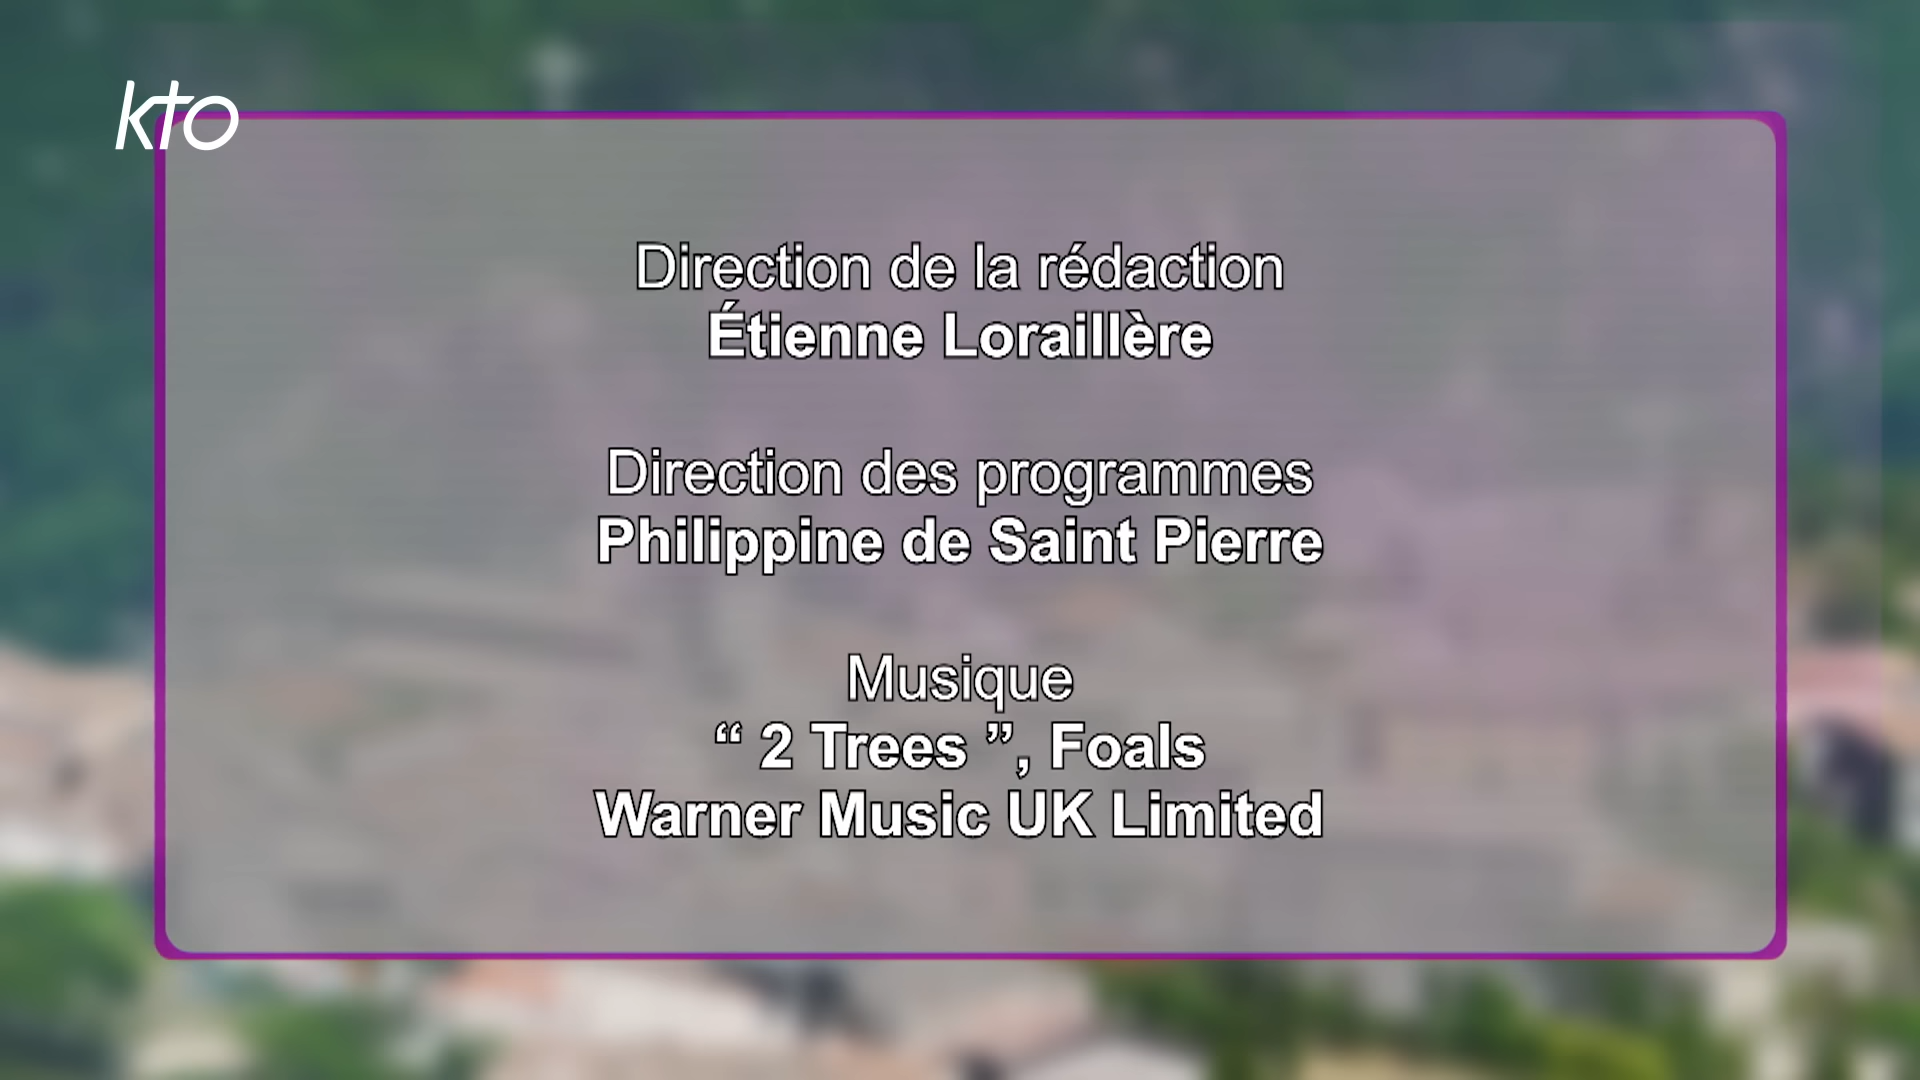 kto
Direction de la rédaction
Étienne Loraillère
Direction des programmes
Philippine de Saint Pierre
Musique
“ 2 Trees ”, Foals
Warner Music UK Limited